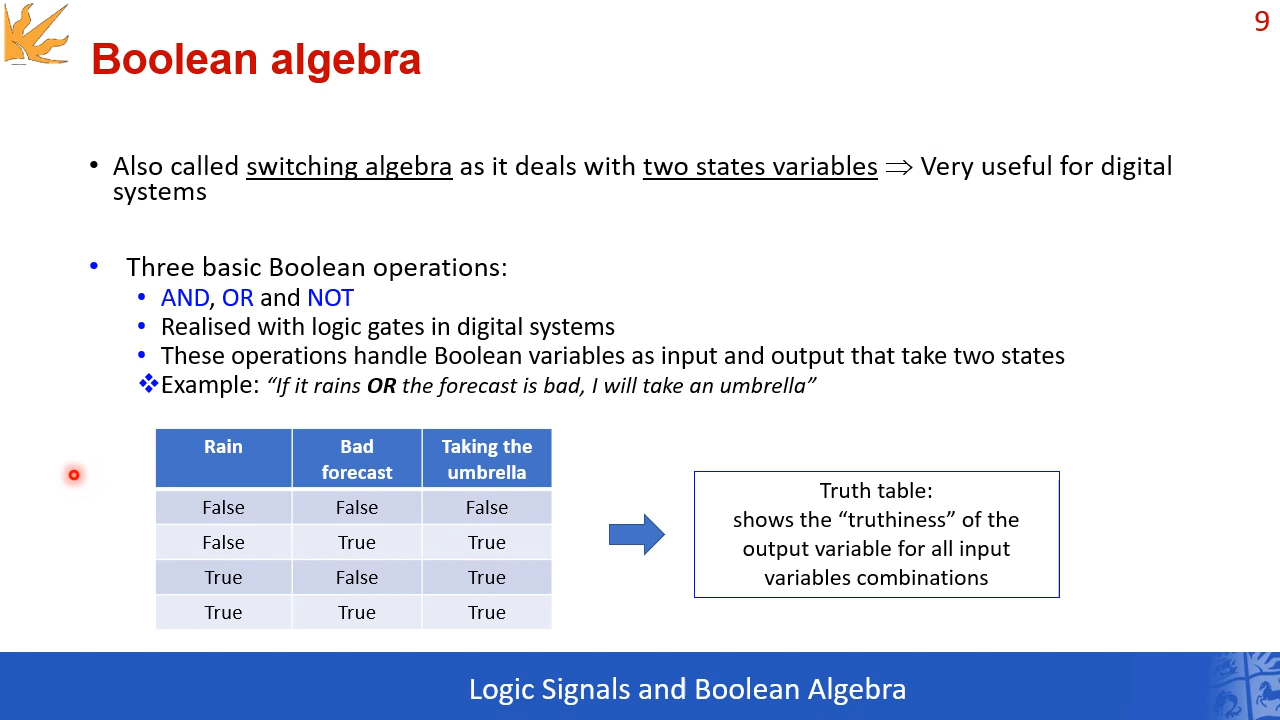 9
Boolean algebra
• Also called switching algebra as it deals with two states variables ⇒ Very useful for digital
systems
• Three basic Boolean operations:
• AND, OR and NOT
• Realised with logic gates in digital systems
• These operations handle Boolean variables as input and output that take two states
❖Example: “If it rains OR the forecast is bad, I will take an umbrella”
Rain Bad forecast Taking the umbrella
False False False
False True True
True False True
True True True
Truth table:
shows the “truthiness” of the
output variable for all input
variables combinations
Logic Signals and Boolean Algebra